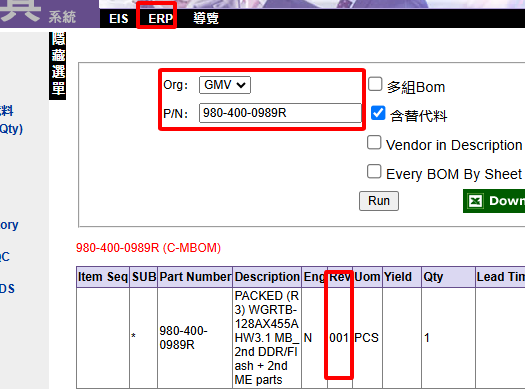 系統
EIS ERP 導覽
隱藏選單
料
Qty)
ory
QC
DS
Org: GMV
P/N: 980-400-0989R
多組Bom
含替代料
Vendor in Description
Every BOM By Sheet
Run
Down
980-400-0989R (C-MBOM)
Item Seq SUB Part Number Description Eng Rev Uom Yield Qty Lead Tim
* 980-400-0989R PACKED (R3) WGRTB-128AX455A HW3.1 MB_2nd DDR/Flash + 2nd ME parts N 001 PCS 1